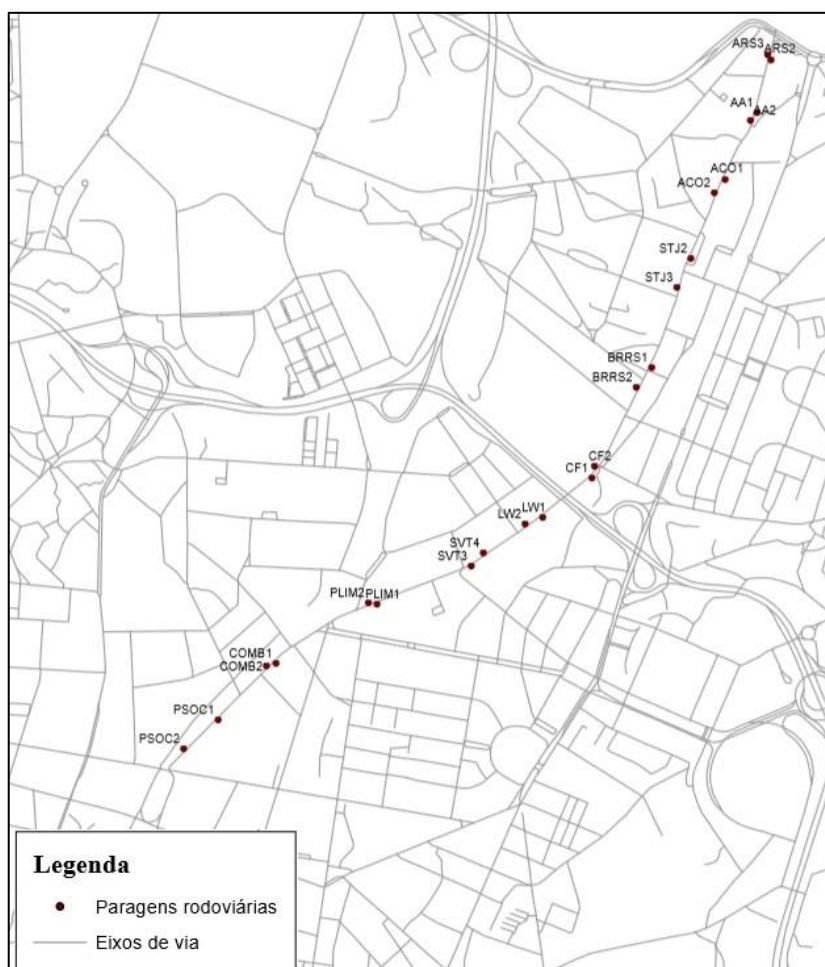 ARS3
ARS2
AA1
AA2
ACO1
ACO2
STJ2
STJ3
BRRS1
BRRS2
CF2
CF1
LW2 LW1
SVT4
SVT3
PLIM2 PLIM1
COMB1
COMB2
PSOC1
PSOC2
Legenda
Paragens rodoviárias
Eixos de via